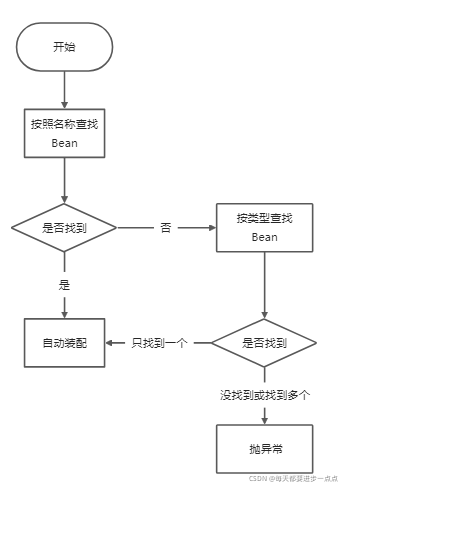 开始
按照名称查找
Bean
是否找到
否
按类型查找
Bean
是
自动装配
只找到一个
是否找到
没找到或找到多个
抛异常
CSDN @每天都要进步一点点